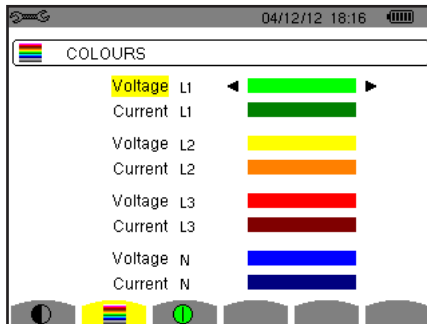 04/12/12 18:16
COLOURS
Voltage L1
Current L1
Voltage L2
Current L2
Voltage L3
Current L3
Voltage N
Current N